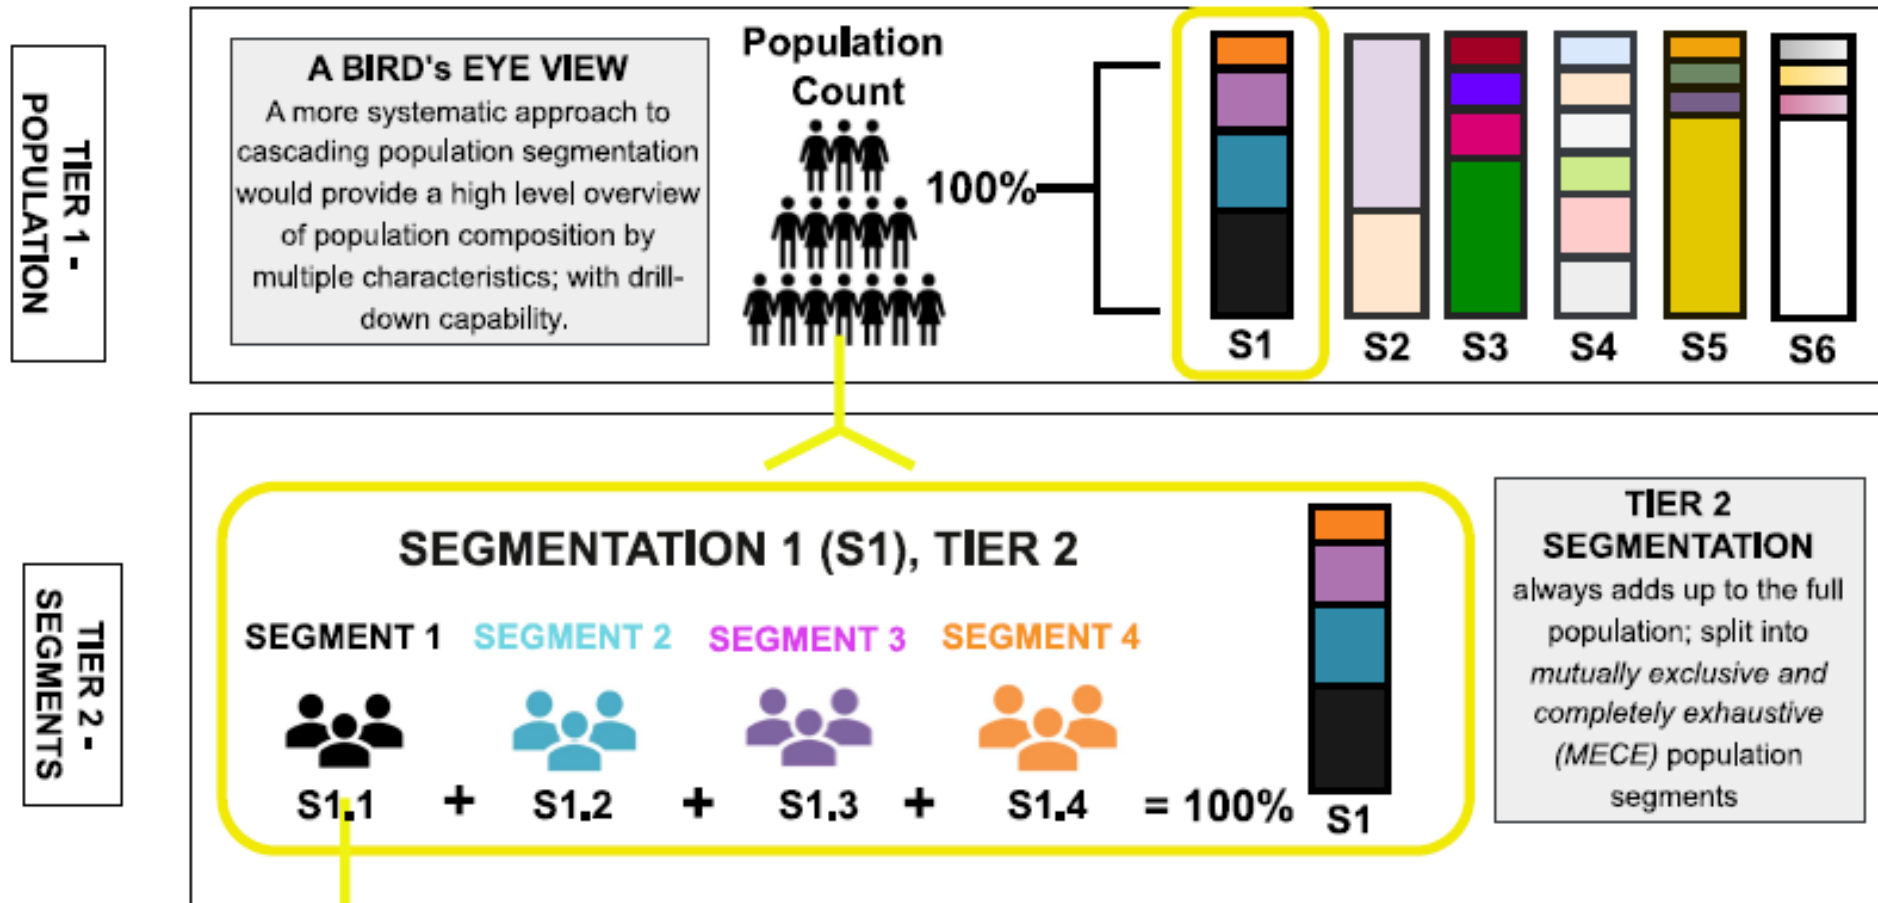 TIER 1 -
POPULATION
A BIRD's EYE VIEW
A more systematic approach to
cascading population segmentation
would provide a high level overview
of population composition by
multiple characteristics; with drill-
down capability.
Population
Count
100%
S1
S2
S3
S4
S5
S6
TIER 2 -
SEGMENTS
SEGMENTATION 1 (S1), TIER 2
SEGMENT 1
SEGMENT 2
SEGMENT 3
SEGMENT 4
S1.1 + S1.2 + S1.3 + S1.4 = 100%
S1
TIER 2
SEGMENTATION
always adds up to the full
population; split into
mutually exclusive and
completely exhaustive
(MECE) population
segments